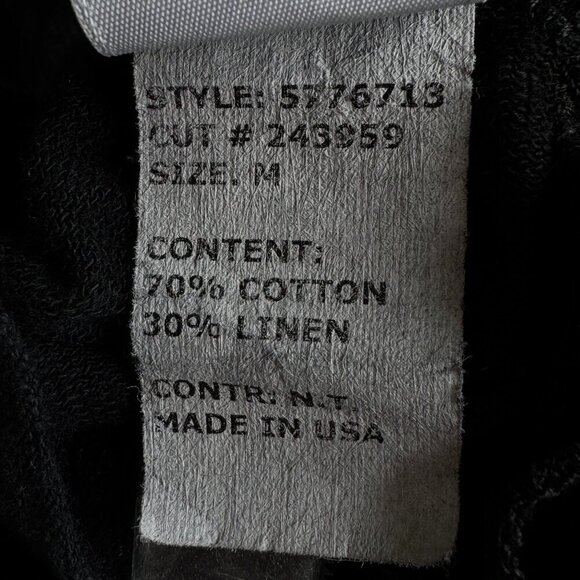 STYLE: 5776713
CUT # 243959
SIZE. M
CONTENT:
70% COTTON
30% LINEN
CONTR: N.T.
MADE IN USA